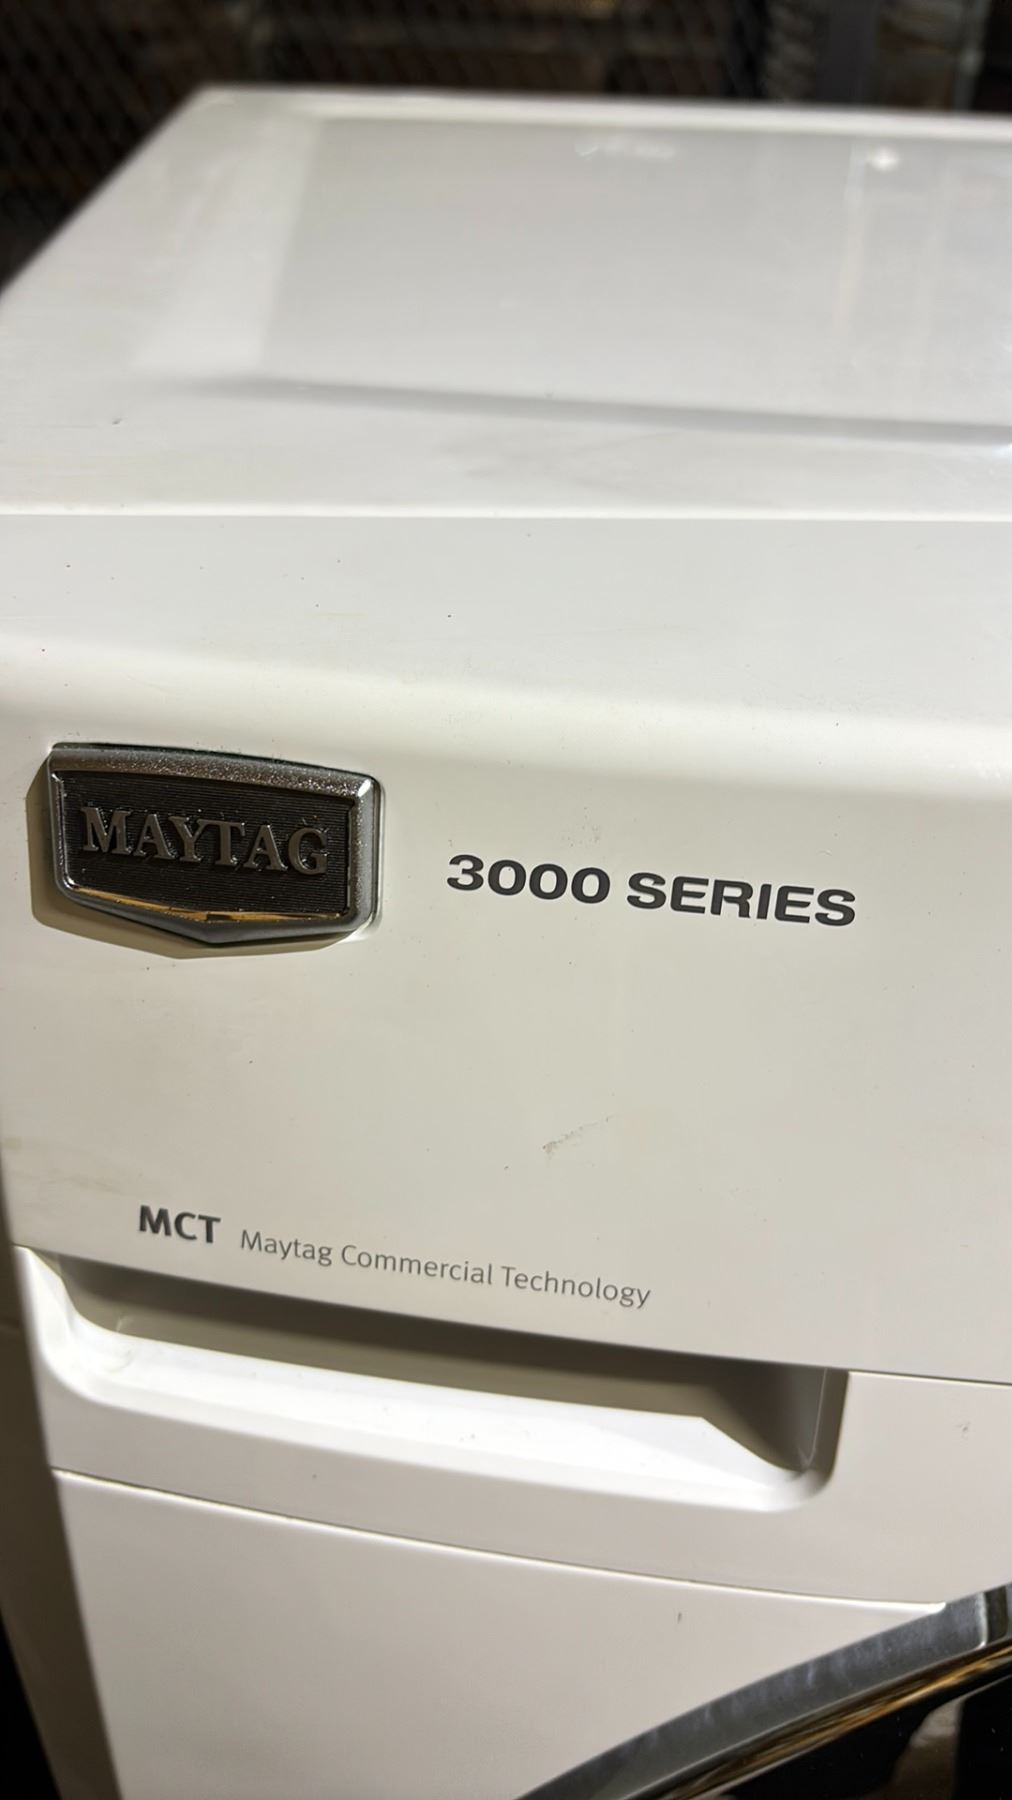 MAYTAG
3000 SERIES
MCT Maytag Commercial Technology